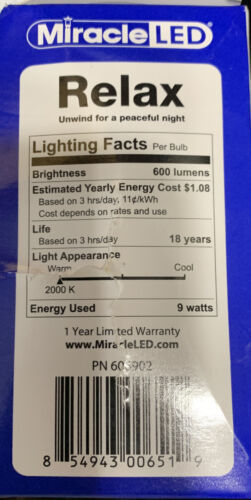 MiracleLED®
Relax
Unwind for a peaceful night
Lighting Facts Per Bulb
Brightness 600 lumens
Estimated Yearly Energy Cost $1.08
Based on 3 hrs/day, 11¢/kWh
Cost depends on rates and use
Life
Based on 3 hrs/day 18 years
Light Appearance
Warm Cool
2000 K
Energy Used 9 watts
1 Year Limited Warranty
www.MiracleLED.com
PN 606902
8 54943 00651 9